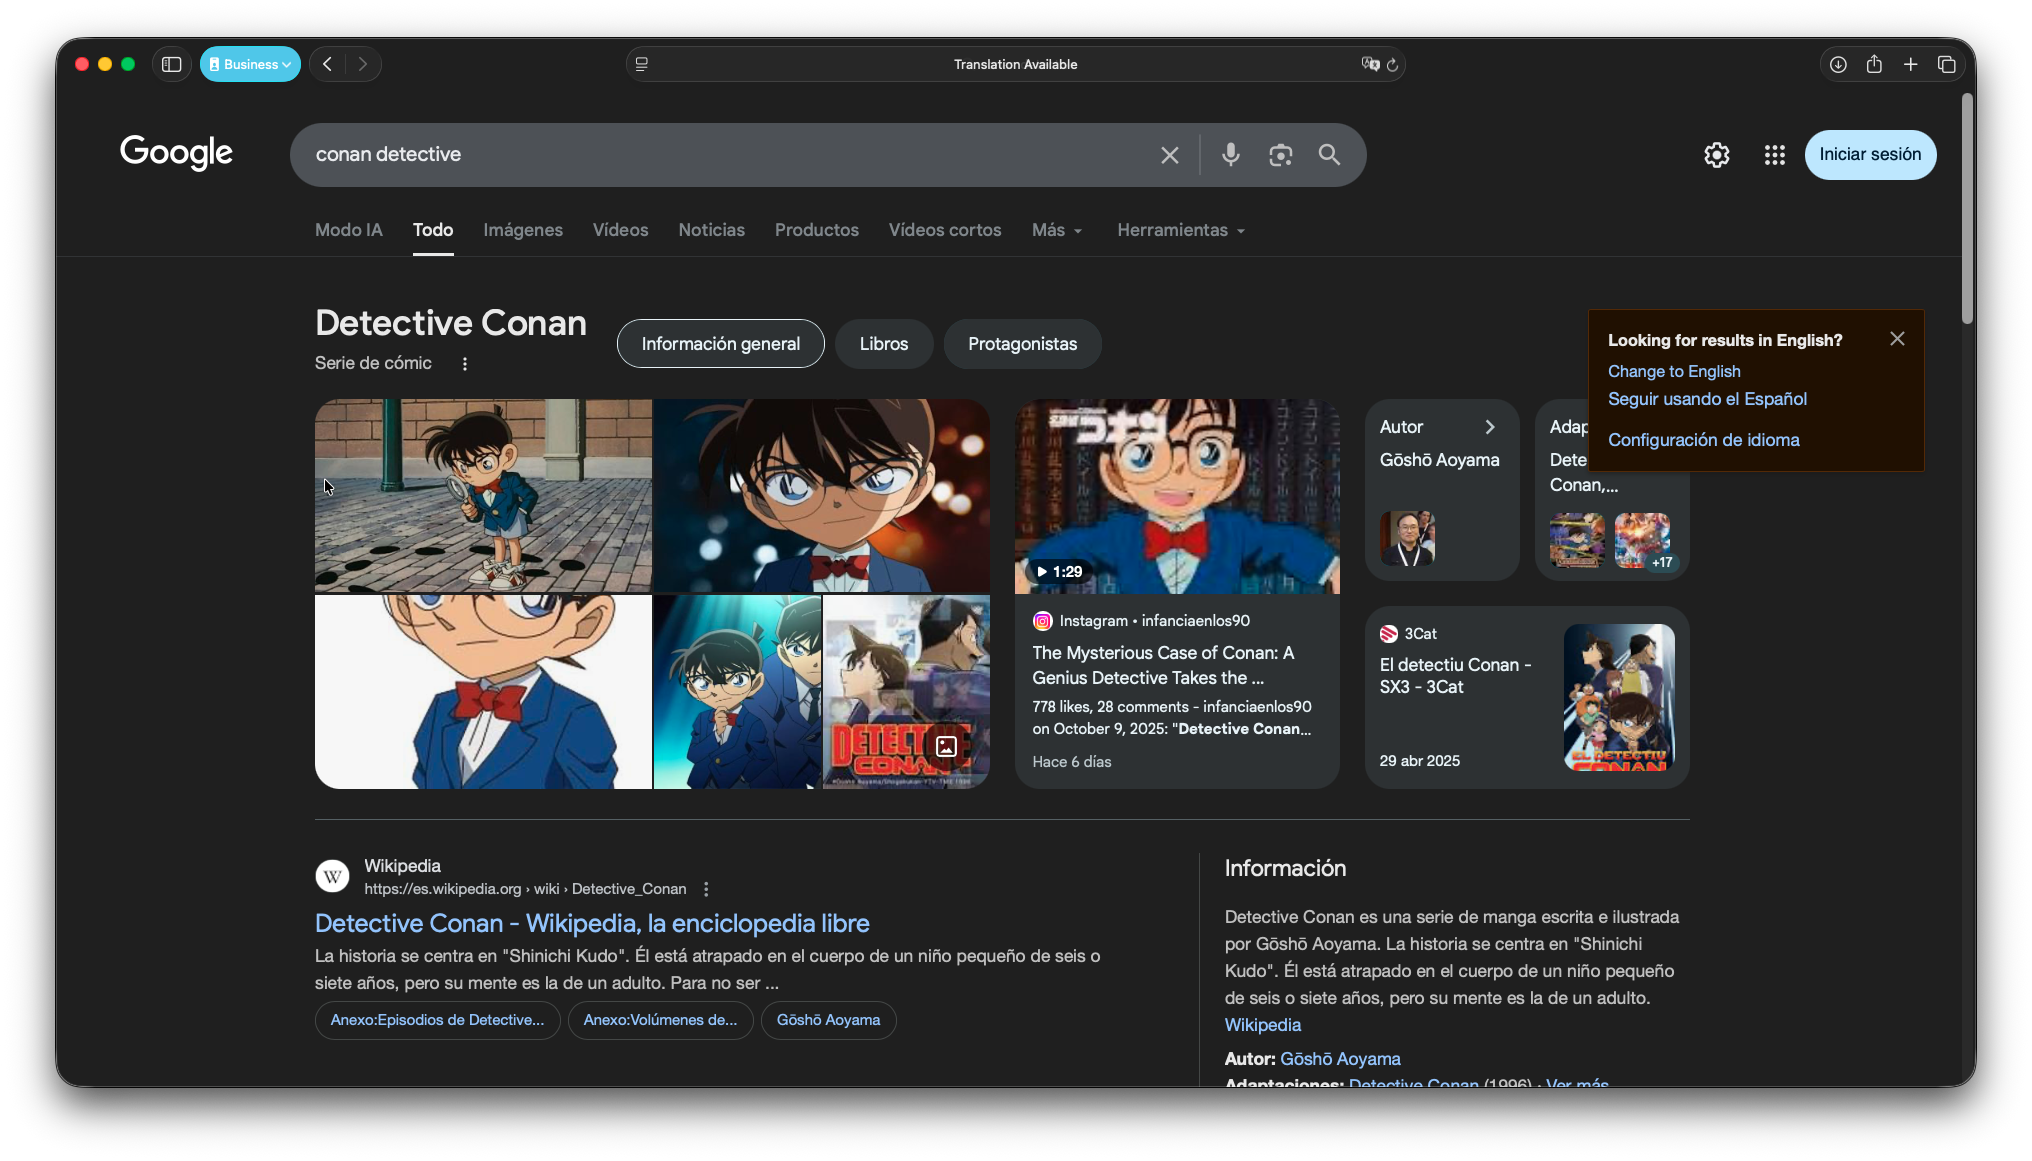 Business
Translation Available
Google
conan detective
Iniciar sesión
Modo IA
Todo
Imágenes
Vídeos
Noticias
Productos
Vídeos cortos
Más
Herramientas
Detective Conan
Serie de cómic
Información general
Libros
Protagonistas
Looking for results in English?
Change to English
Seguir usando el Español
Configuración de idioma
DETECTIVE
CONAN
コナン
1:29
Instagram • infanciaenlos90
The Mysterious Case of Conan: A
Genius Detective Takes the ...
778 likes, 28 comments - infanciaenlos90
on October 9, 2025: "Detective Conan...
Hace 6 días
Autor
Gōshō Aoyama
Adap
Dete
Conan,...
+17
3Cat
El detectiu Conan -
SX3 - 3Cat
29 abr 2025
EL DETECTIU
CONAN
W
Wikipedia
https://es.wikipedia.org › wiki › Detective_Conan
Detective Conan - Wikipedia, la enciclopedia libre
La historia se centra en "Shinichi Kudo". Él está atrapado en el cuerpo de un niño pequeño de seis o
siete años, pero su mente es la de un adulto. Para no ser ...
Anexo:Episodios de Detective...
Anexo:Volúmenes de...
Gōshō Aoyama
Información
Detective Conan es una serie de manga escrita e ilustrada
por Gōshō Aoyama. La historia se centra en "Shinichi
Kudo". Él está atrapado en el cuerpo de un niño pequeño
de seis o siete años, pero su mente es la de un adulto.
Wikipedia
Autor: Gōshō Aoyama
Adaptaciones: Detective Conan (1996) · Ver más